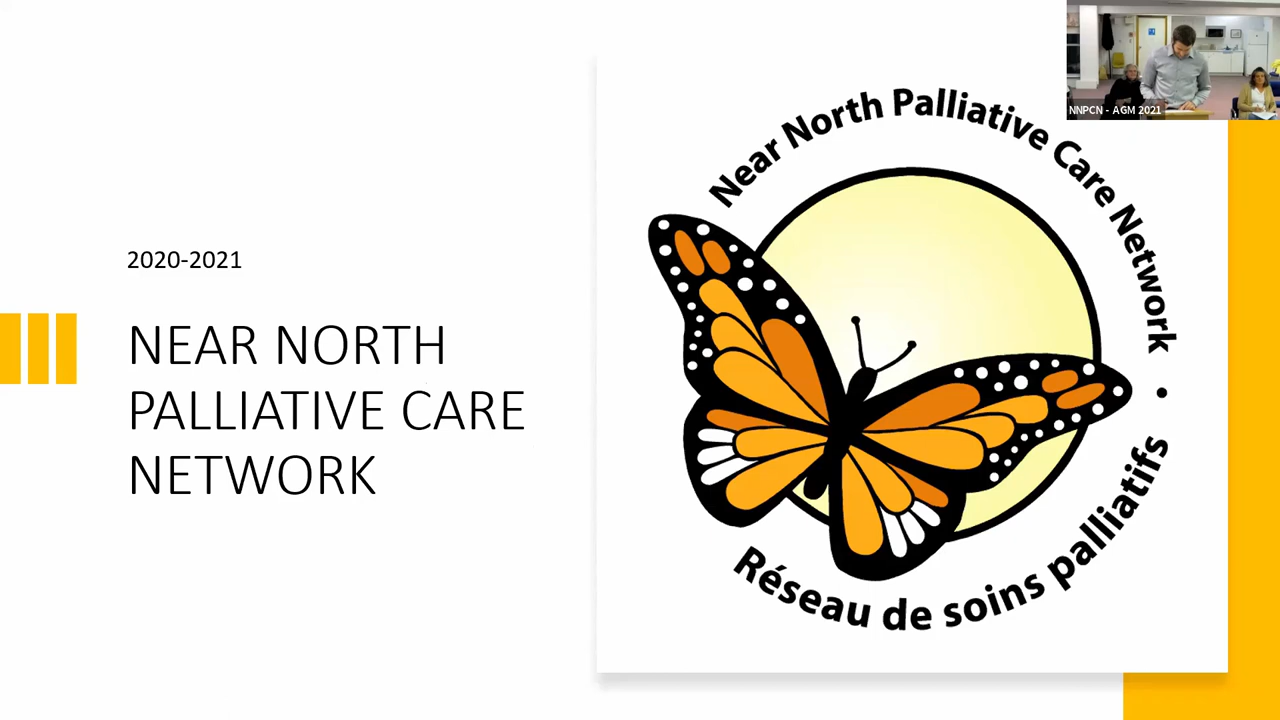 2020-2021
NEAR NORTH
PALLIATIVE CARE
NETWORK
Near North Palliative Care Network •
Réseau de soins palliatifs
NNPCN - AGM 2021